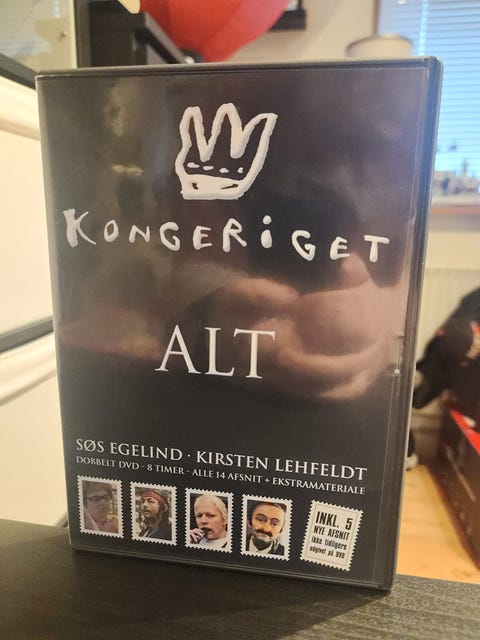 KONGERiGET
ALT
SØS EGELIND · KIRSTEN LEHFELDT
DOBBELT DVD - 8 TIMER - ALLE 14 AFSNIT + EKSTRAMATERIALE
INKL. 5
NYE AFSNIT
ikke tidligere
udgivet på DVD